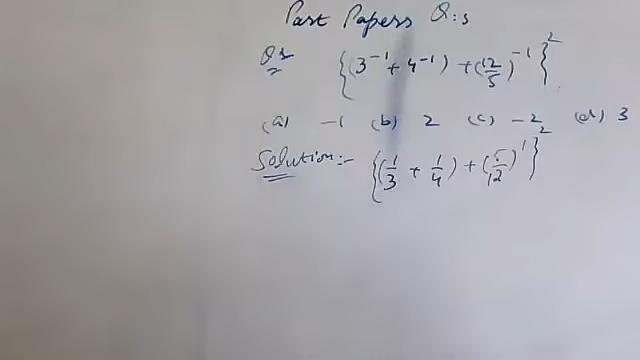 Past Papers Q:s
Qs {(3⁻¹ + 4⁻¹) + (12/5)⁻¹}²
(a) -1 (b) 2 (c) -2 (d) 3
Solution:- {(1/3 + 1/4) + (5/12)¹}²